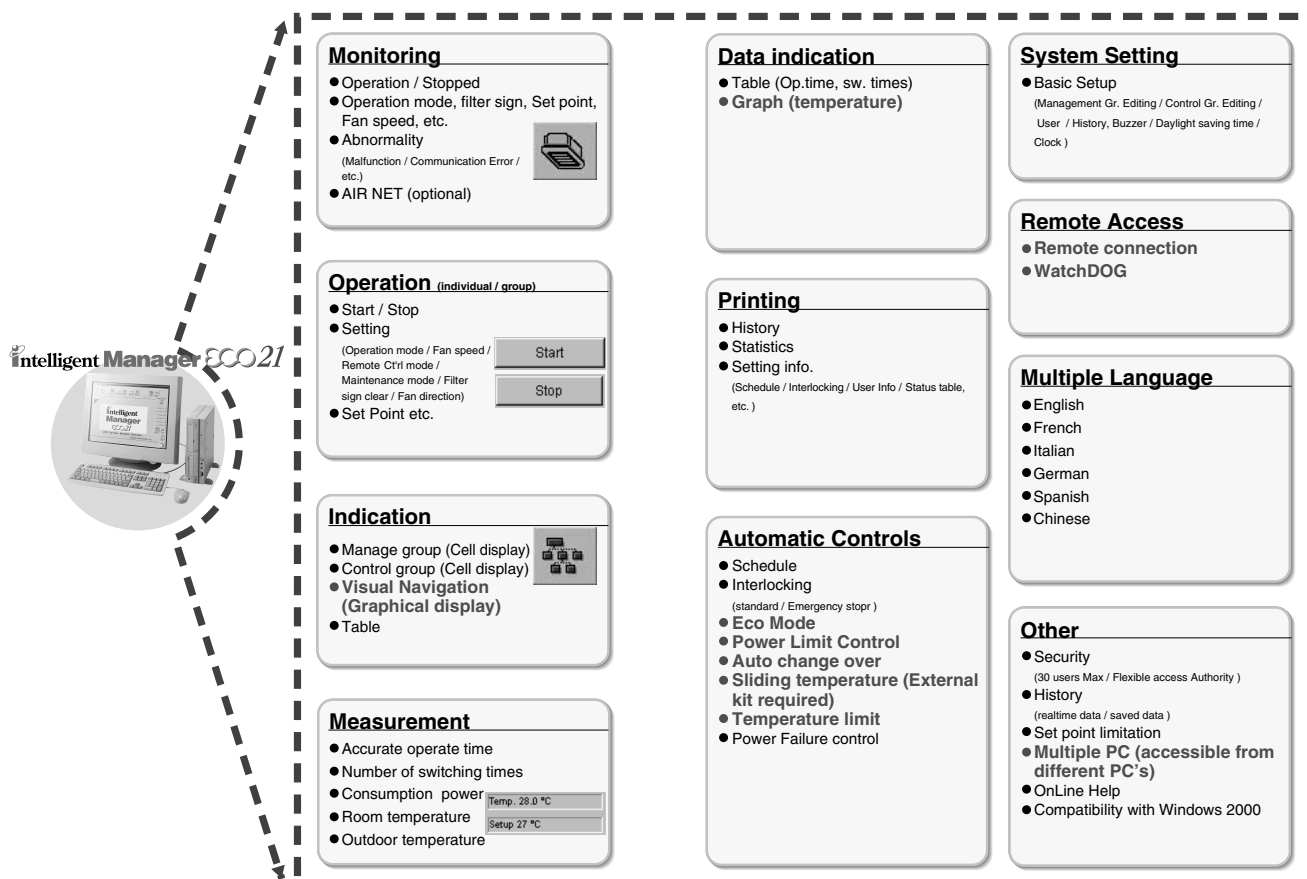 intelligent Manager ECO21
intelligent
Manager
ECO21
Monitoring
● Operation / Stopped
● Operation mode, filter sign, Set point,
Fan speed, etc.
● Abnormality
(Malfunction / Communication Error /
etc.)
● AIR NET (optional)
Operation (individual / group)
● Start / Stop
● Setting
(Operation mode / Fan speed /
Remote Ct'rl mode /
Maintenance mode / Filter
sign clear / Fan direction)
● Set Point etc.
Start
Stop
Indication
● Manage group (Cell display)
● Control group (Cell display)
● Visual Navigation
(Graphical display)
● Table
Measurement
● Accurate operate time
● Number of switching times
● Consumption power
● Room temperature
● Outdoor temperature
Temp. 28.0 °C
Setup 27 °C
Data indication
● Table (Op.time, sw. times)
● Graph (temperature)
Printing
● History
● Statistics
● Setting info.
(Schedule / Interlocking / User Info / Status table,
etc. )
Automatic Controls
● Schedule
● Interlocking
(standard / Emergency stopr )
● Eco Mode
● Power Limit Control
● Auto change over
● Sliding temperature (External
kit required)
● Temperature limit
● Power Failure control
System Setting
● Basic Setup
(Management Gr. Editing / Control Gr. Editing /
User / History, Buzzer / Daylight saving time /
Clock )
Remote Access
● Remote connection
● WatchDOG
Multiple Language
● English
● French
● Italian
● German
● Spanish
● Chinese
Other
● Security
(30 users Max / Flexible access Authority )
● History
(realtime data / saved data )
● Set point limitation
● Multiple PC (accessible from
different PC's)
● OnLine Help
● Compatibility with Windows 2000